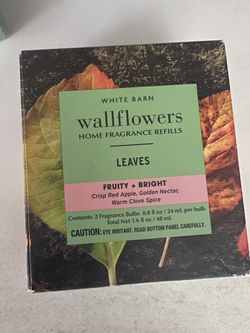 WHITE BARN
wallflowers
HOME FRAGRANCE REFILLS
LEAVES
FRUITY + BRIGHT
Crisp Red Apple, Golden Nectar,
Warm Clove Spice
Contents: 2 Fragrance Bulbs 0.8 fl oz / 24 mL per bulb
Total Net 1.6 fl oz / 48 mL
CAUTION: EYE IRRITANT. READ BOTTOM PANEL CAREFULLY.